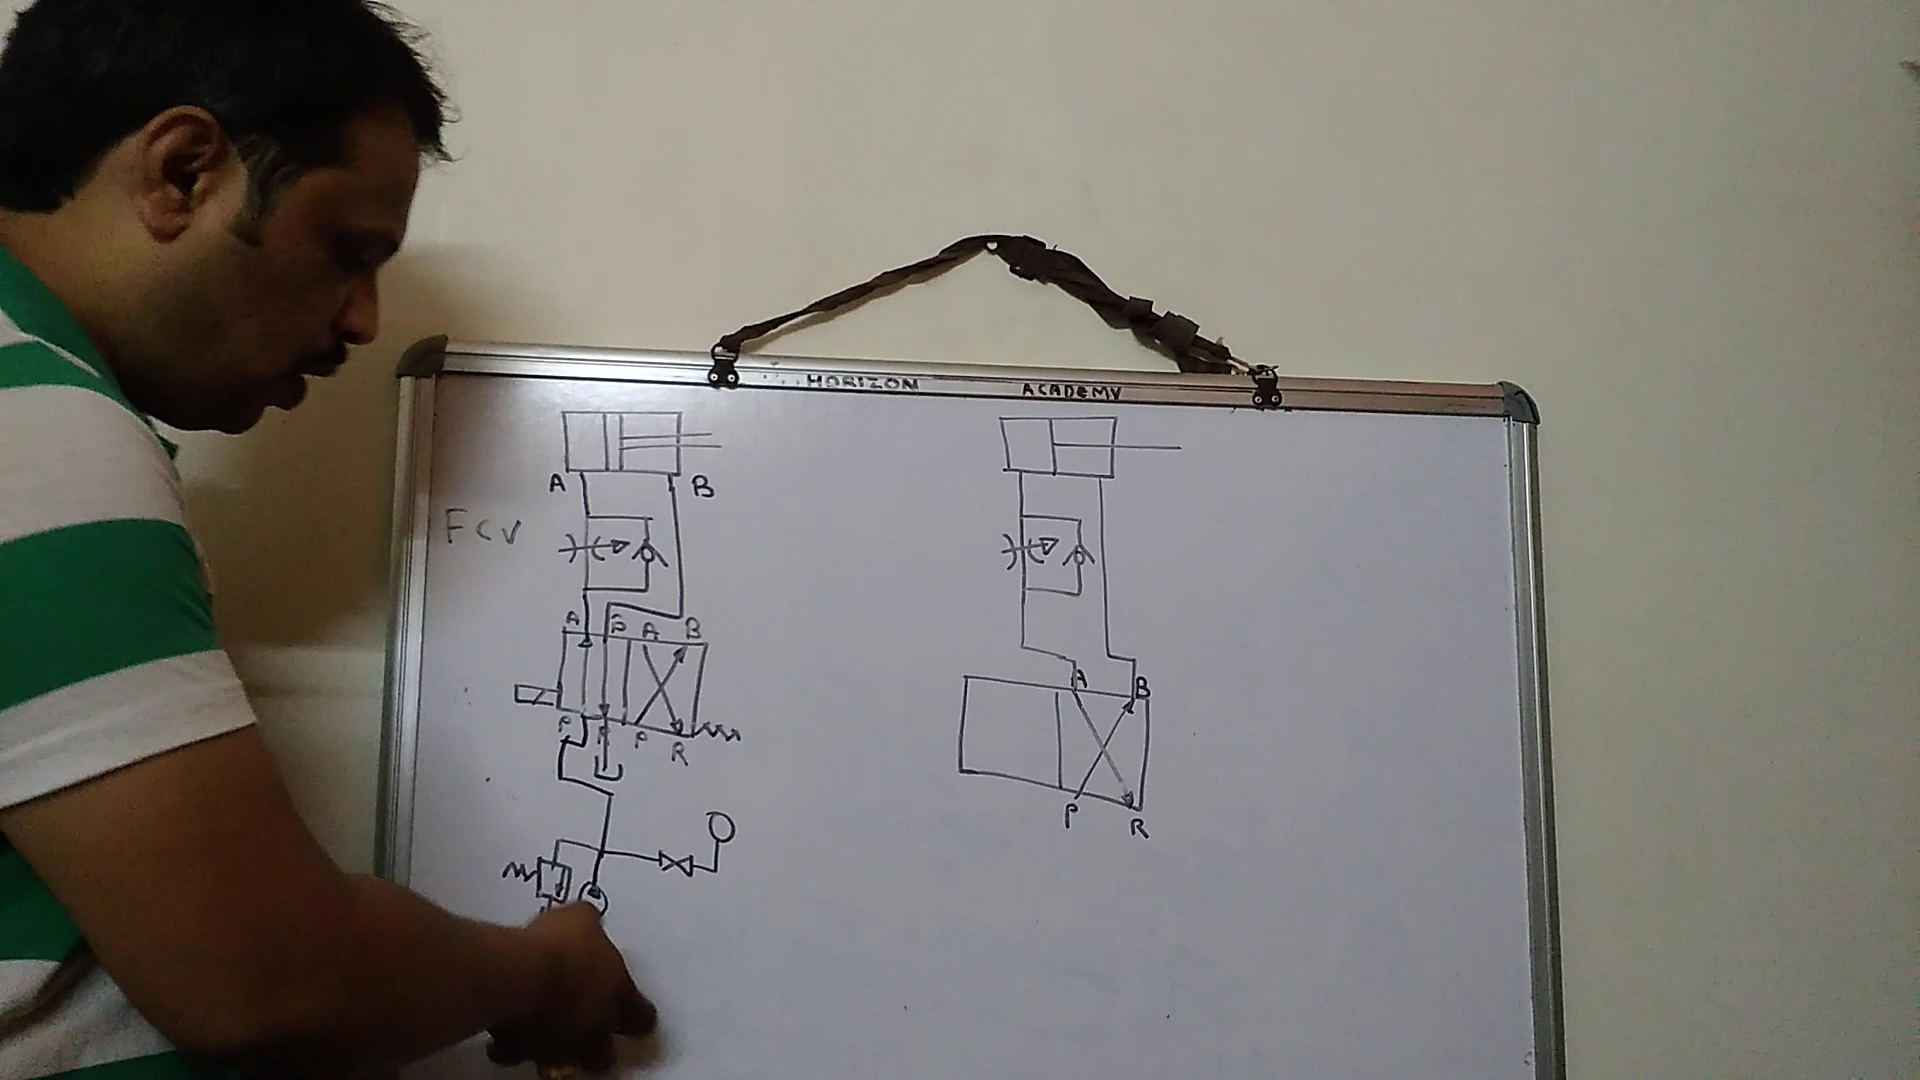 HORIZON ACADEMY
A B
FCV
A B A B
A B
P R P R
P R